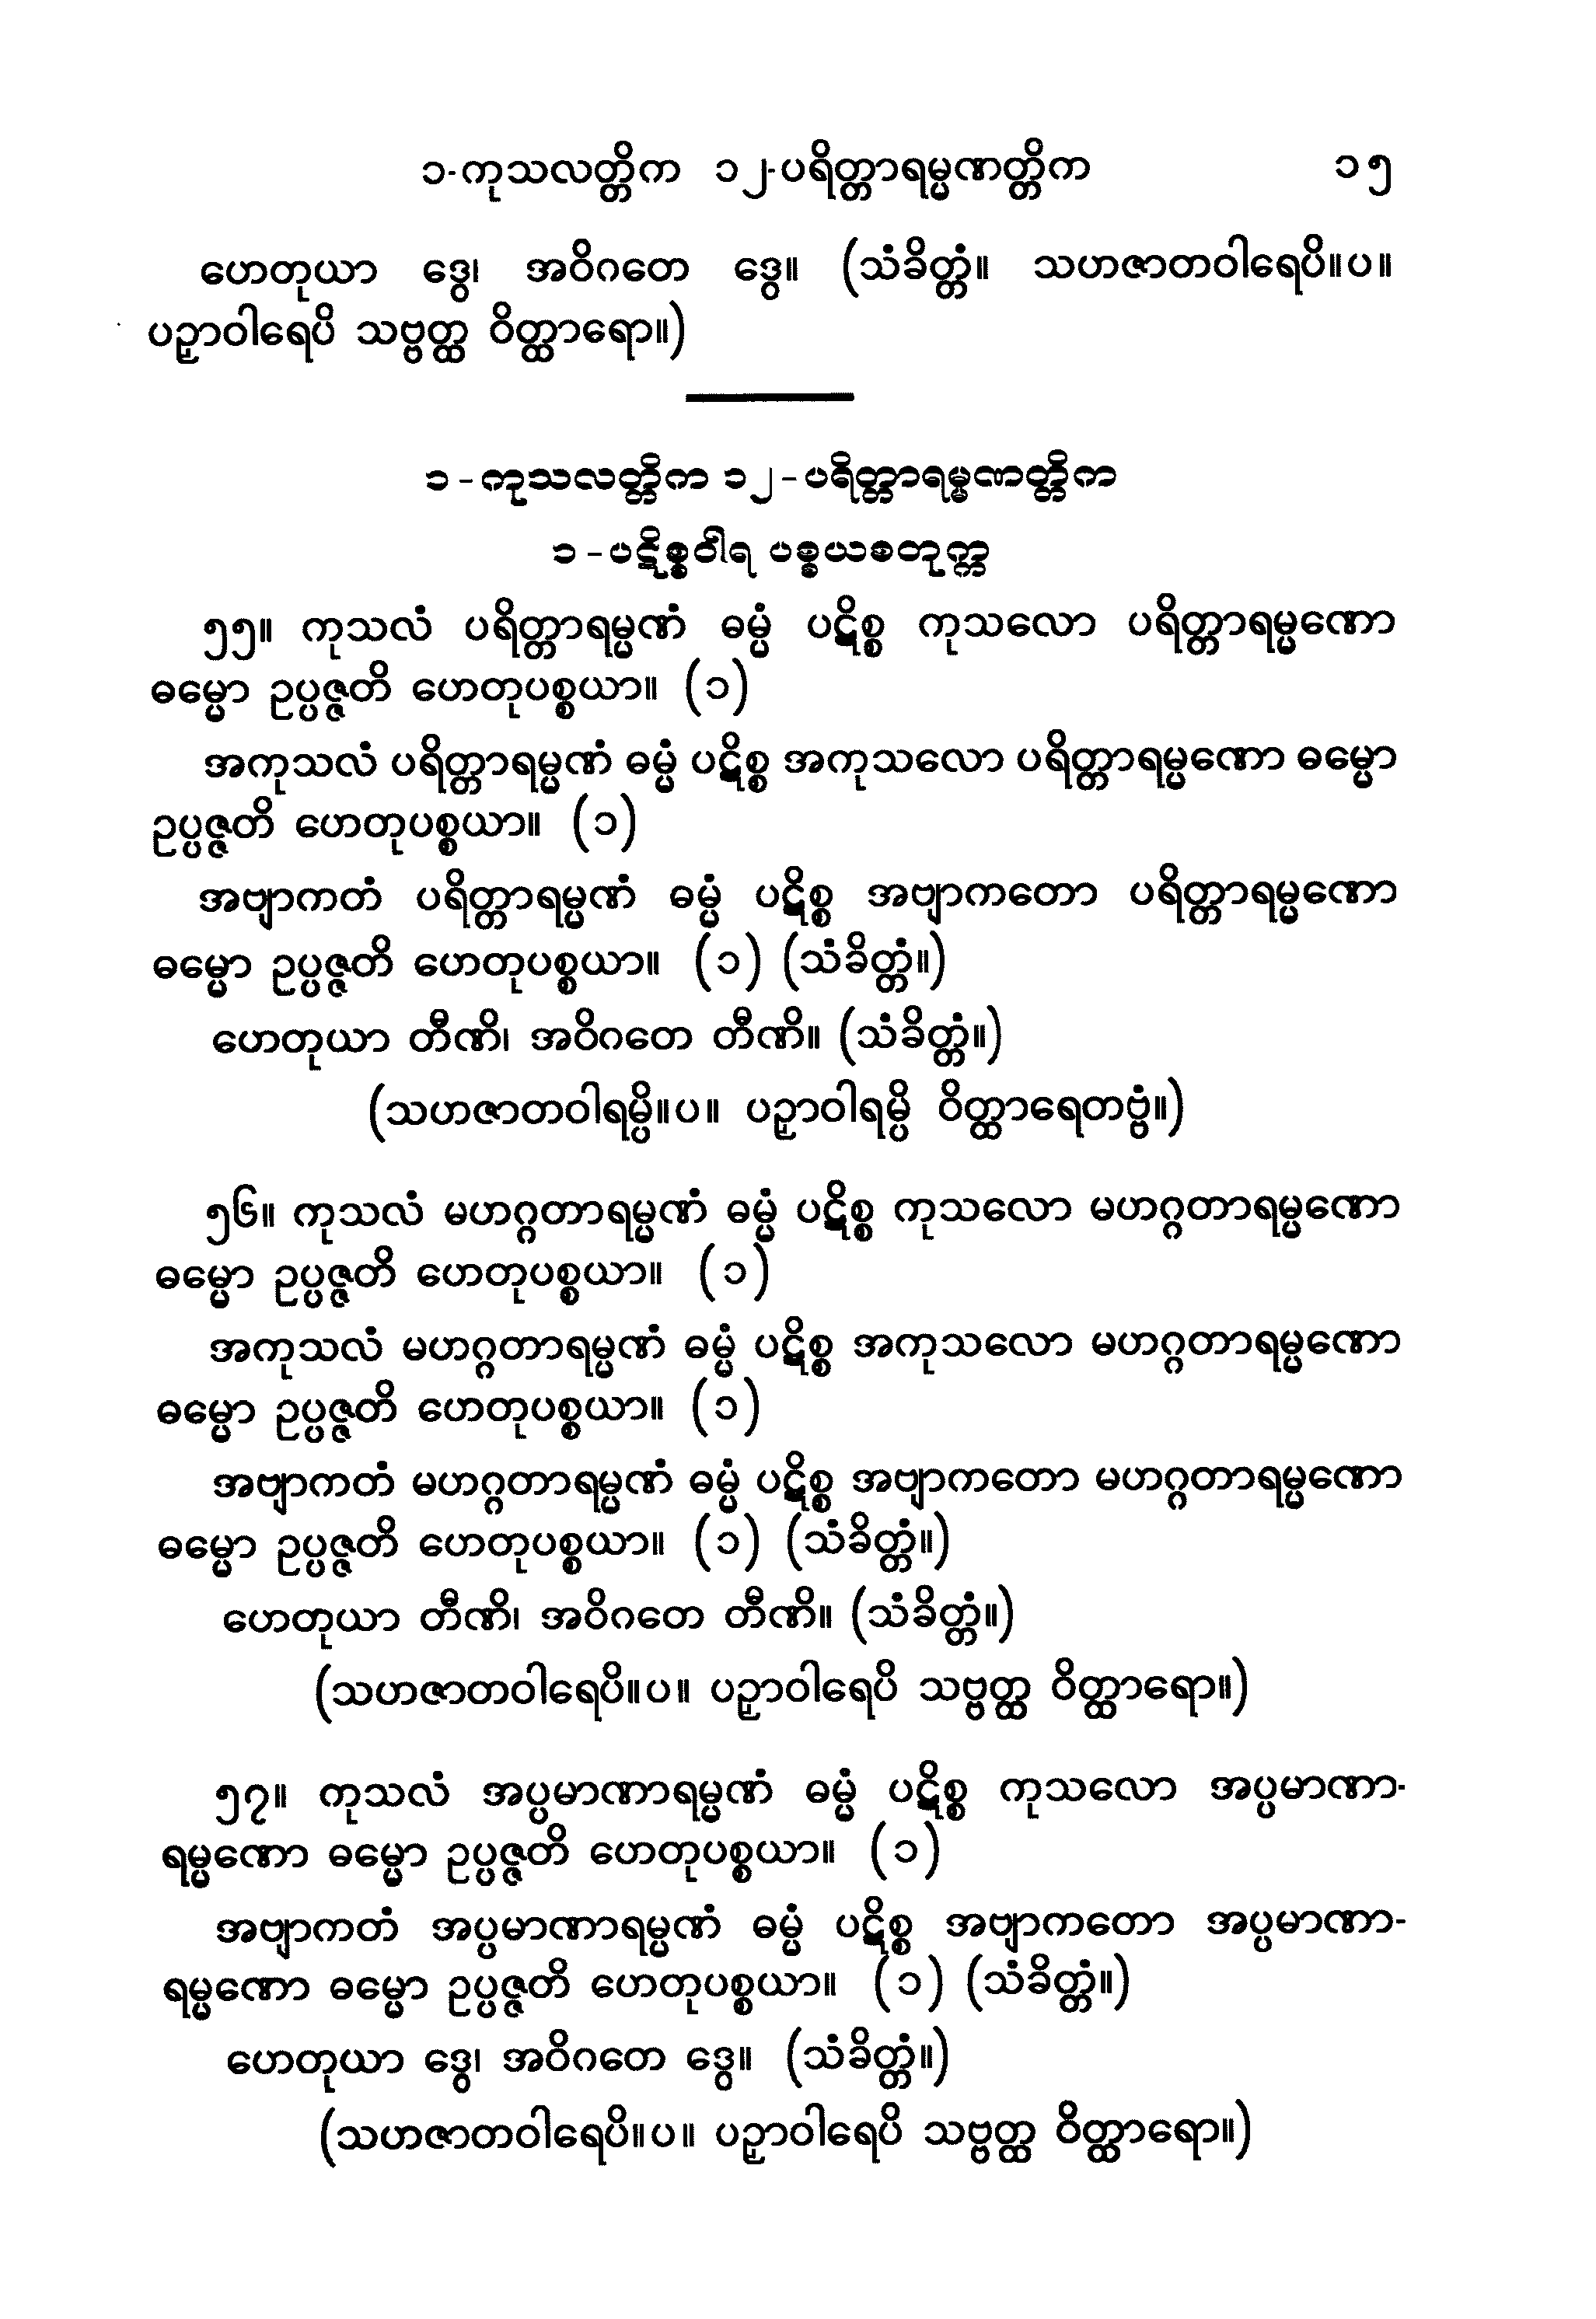 ၁-ကုသလတ္တိက ၁၂-ပရိတ္တာရမ္မဏတ္တိက ၁၅
ဟေတုယာ ဒွေ၊ အဝိဂတေ ဒွေ။ (သံခိတ္တံ။ သဟဇာတဝါရေပိ။ပ။
ပဉှာဝါရေပိ သဗ္ဗတ္ထ ဝိတ္ထာရော။)
၁-ကုသလတ္တိက ၁၂-ပရိတ္တာရမ္မဏတ္တိက
၁-ပဋိစ္စဝါရ ပစ္စယစတုက္က
၅၅။ ကုသလံ ပရိတ္တာရမ္မဏံ ဓမ္မံ ပဋိစ္စ ကုသလော ပရိတ္တာရမ္မဏော
ဓမ္မော ဥပ္ပဇ္ဇတိ ဟေတုပစ္စယာ။ (၁)
အကုသလံ ပရိတ္တာရမ္မဏံ ဓမ္မံ ပဋိစ္စ အကုသလော ပရိတ္တာရမ္မဏော ဓမ္မော
ဥပ္ပဇ္ဇတိ ဟေတုပစ္စယာ။ (၁)
အဗျာကတံ ပရိတ္တာရမ္မဏံ ဓမ္မံ ပဋိစ္စ အဗျာကတော ပရိတ္တာရမ္မဏော
ဓမ္မော ဥပ္ပဇ္ဇတိ ဟေတုပစ္စယာ။ (၁) (သံခိတ္တံ။)
ဟေတုယာ တီဏိ၊ အဝိဂတေ တီဏိ။ (သံခိတ္တံ။)
(သဟဇာတဝါရမ္ပိ။ပ။ ပဉှာဝါရမ္ပိ ဝိတ္ထာရေတဗ္ဗံ။)
၅၆။ ကုသလံ မဟဂ္ဂတာရမ္မဏံ ဓမ္မံ ပဋိစ္စ ကုသလော မဟဂ္ဂတာရမ္မဏော
ဓမ္မော ဥပ္ပဇ္ဇတိ ဟေတုပစ္စယာ။ (၁)
အကုသလံ မဟဂ္ဂတာရမ္မဏံ ဓမ္မံ ပဋိစ္စ အကုသလော မဟဂ္ဂတာရမ္မဏော
ဓမ္မော ဥပ္ပဇ္ဇတိ ဟေတုပစ္စယာ။ (၁)
အဗျာကတံ မဟဂ္ဂတာရမ္မဏံ ဓမ္မံ ပဋိစ္စ အဗျာကတော မဟဂ္ဂတာရမ္မဏော
ဓမ္မော ဥပ္ပဇ္ဇတိ ဟေတုပစ္စယာ။ (၁) (သံခိတ္တံ။)
ဟေတုယာ တီဏိ၊ အဝိဂတေ တီဏိ။ (သံခိတ္တံ။)
(သဟဇာတဝါရေပိ။ပ။ ပဉှာဝါရေပိ သဗ္ဗတ္ထ ဝိတ္ထာရော။)
၅၇။ ကုသလံ အပ္ပမာဏာရမ္မဏံ ဓမ္မံ ပဋိစ္စ ကုသလော အပ္ပမာဏာ-
ရမ္မဏော ဓမ္မော ဥပ္ပဇ္ဇတိ ဟေတုပစ္စယာ။ (၁)
အဗျာကတံ အပ္ပမာဏာရမ္မဏံ ဓမ္မံ ပဋိစ္စ အဗျာကတော အပ္ပမာဏာ-
ရမ္မဏော ဓမ္မော ဥပ္ပဇ္ဇတိ ဟေတုပစ္စယာ။ (၁) (သံခိတ္တံ။)
ဟေတုယာ ဒွေ၊ အဝိဂတေ ဒွေ။ (သံခိတ္တံ။)
(သဟဇာတဝါရေပိ။ပ။ ပဉှာဝါရေပိ သဗ္ဗတ္ထ ဝိတ္ထာရော။)